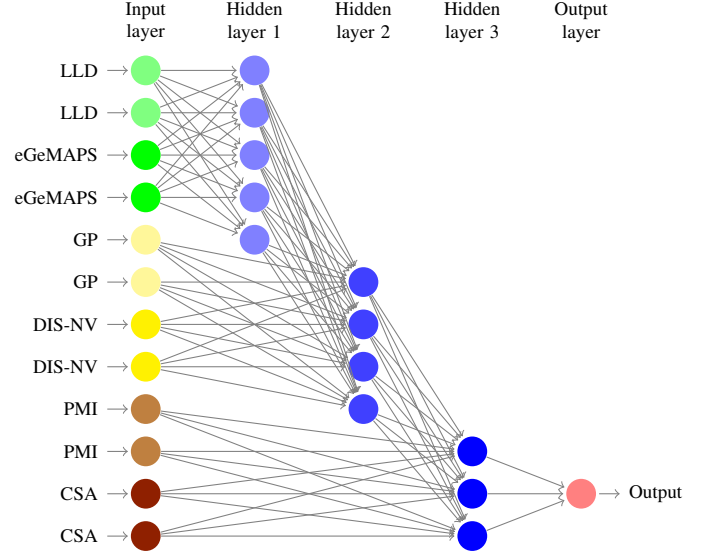 Input
layer
Hidden
layer 1
Hidden
layer 2
Hidden
layer 3
Output
layer
LLD
LLD
eGeMAPS
eGeMAPS
GP
GP
DIS-NV
DIS-NV
PMI
PMI
CSA
CSA
Output